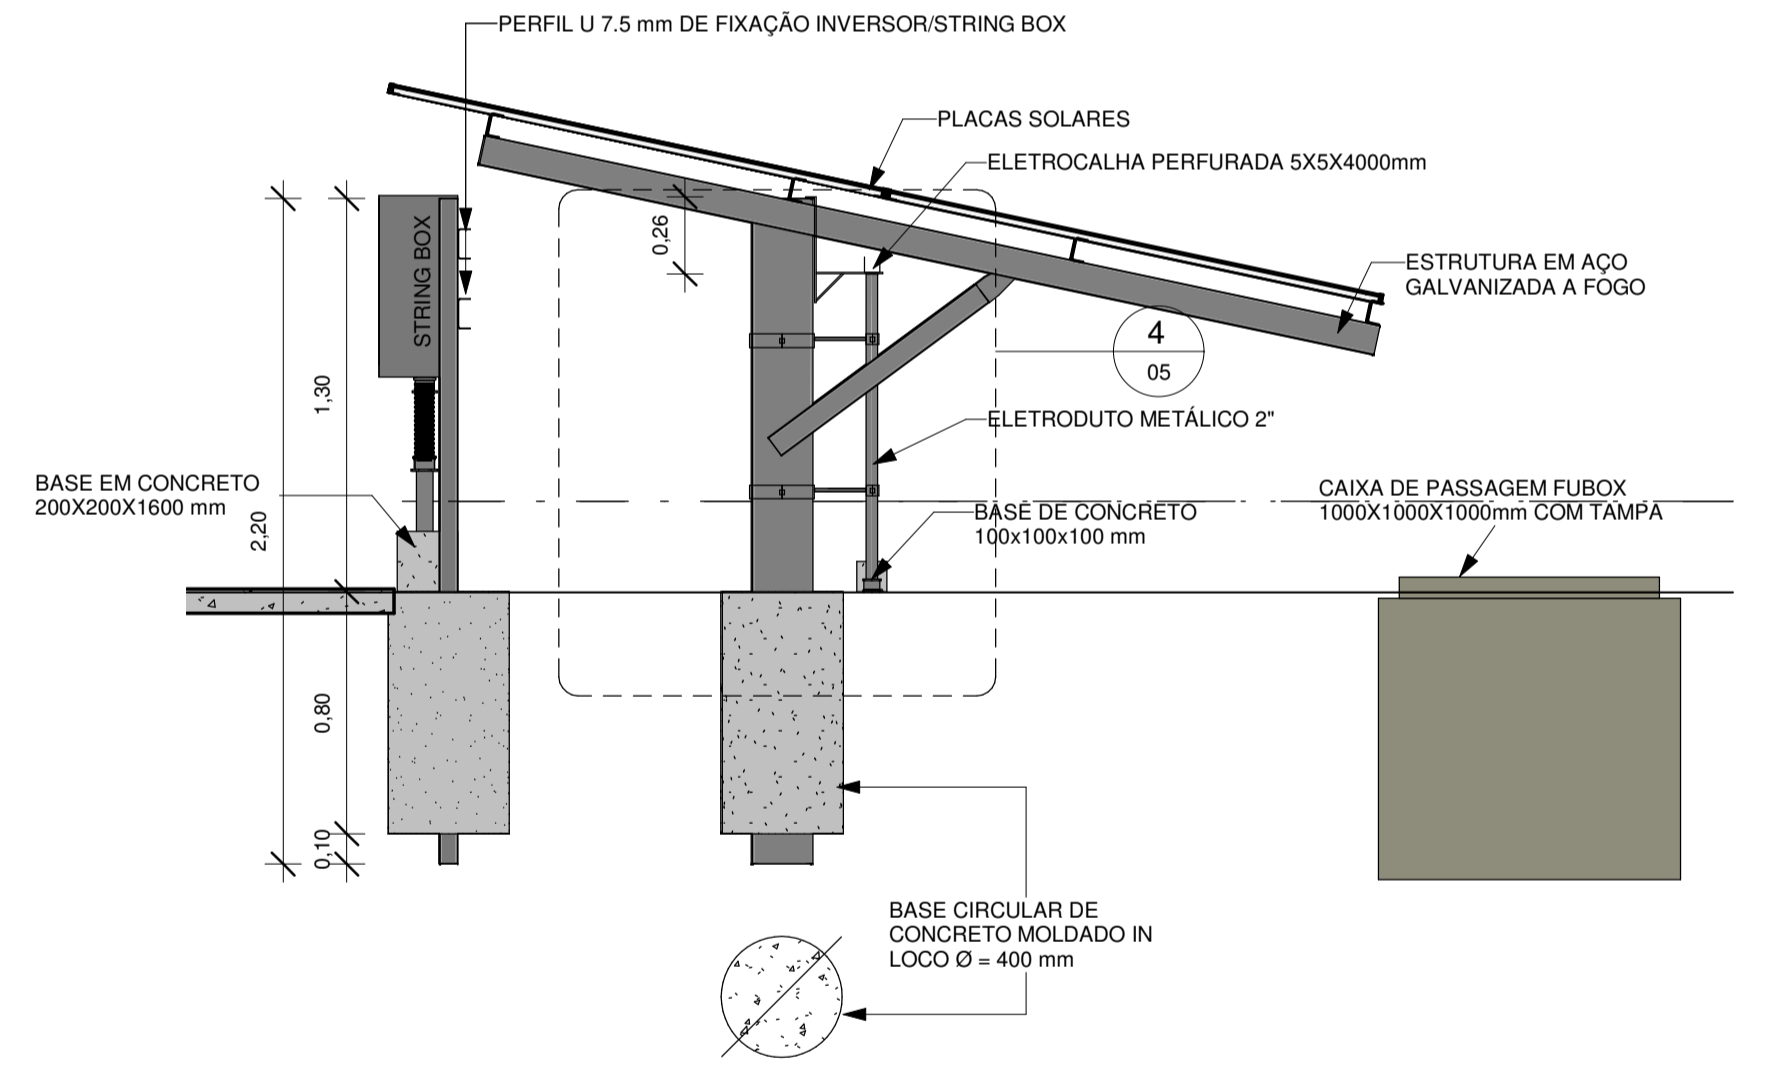 PERFIL U 7.5 mm DE FIXAÇÃO INVERSOR/STRING BOX
PLACAS SOLARES
ELETROCALHA PERFURADA 5X5X4000mm
STRING BOX
0,26
ESTRUTURA EM AÇO
GALVANIZADA A FOGO
4
05
1,30
ELETRODUTO METÁLICO 2"
BASE EM CONCRETO
200X200X1600 mm
2,20
BASE DE CONCRETO
100x100x100 mm
CAIXA DE PASSAGEM FUBOX
1000X1000X1000mm COM TAMPA
0,80
0,10
BASE CIRCULAR DE
CONCRETO MOLDADO IN
LOCO Ø = 400 mm